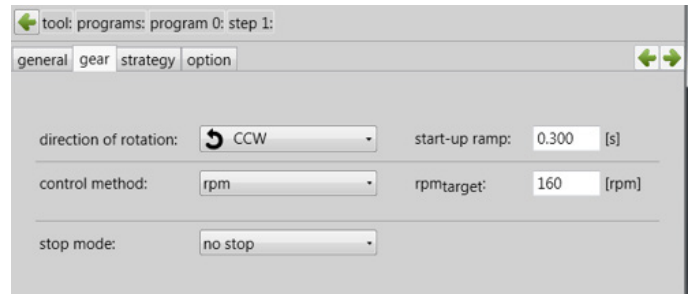 tool: programs: program 0: step 1:
general gear strategy option
direction of rotation: CCW start-up ramp: 0.300 [s]
control method: rpm rpmtarget: 160 [rpm]
stop mode: no stop